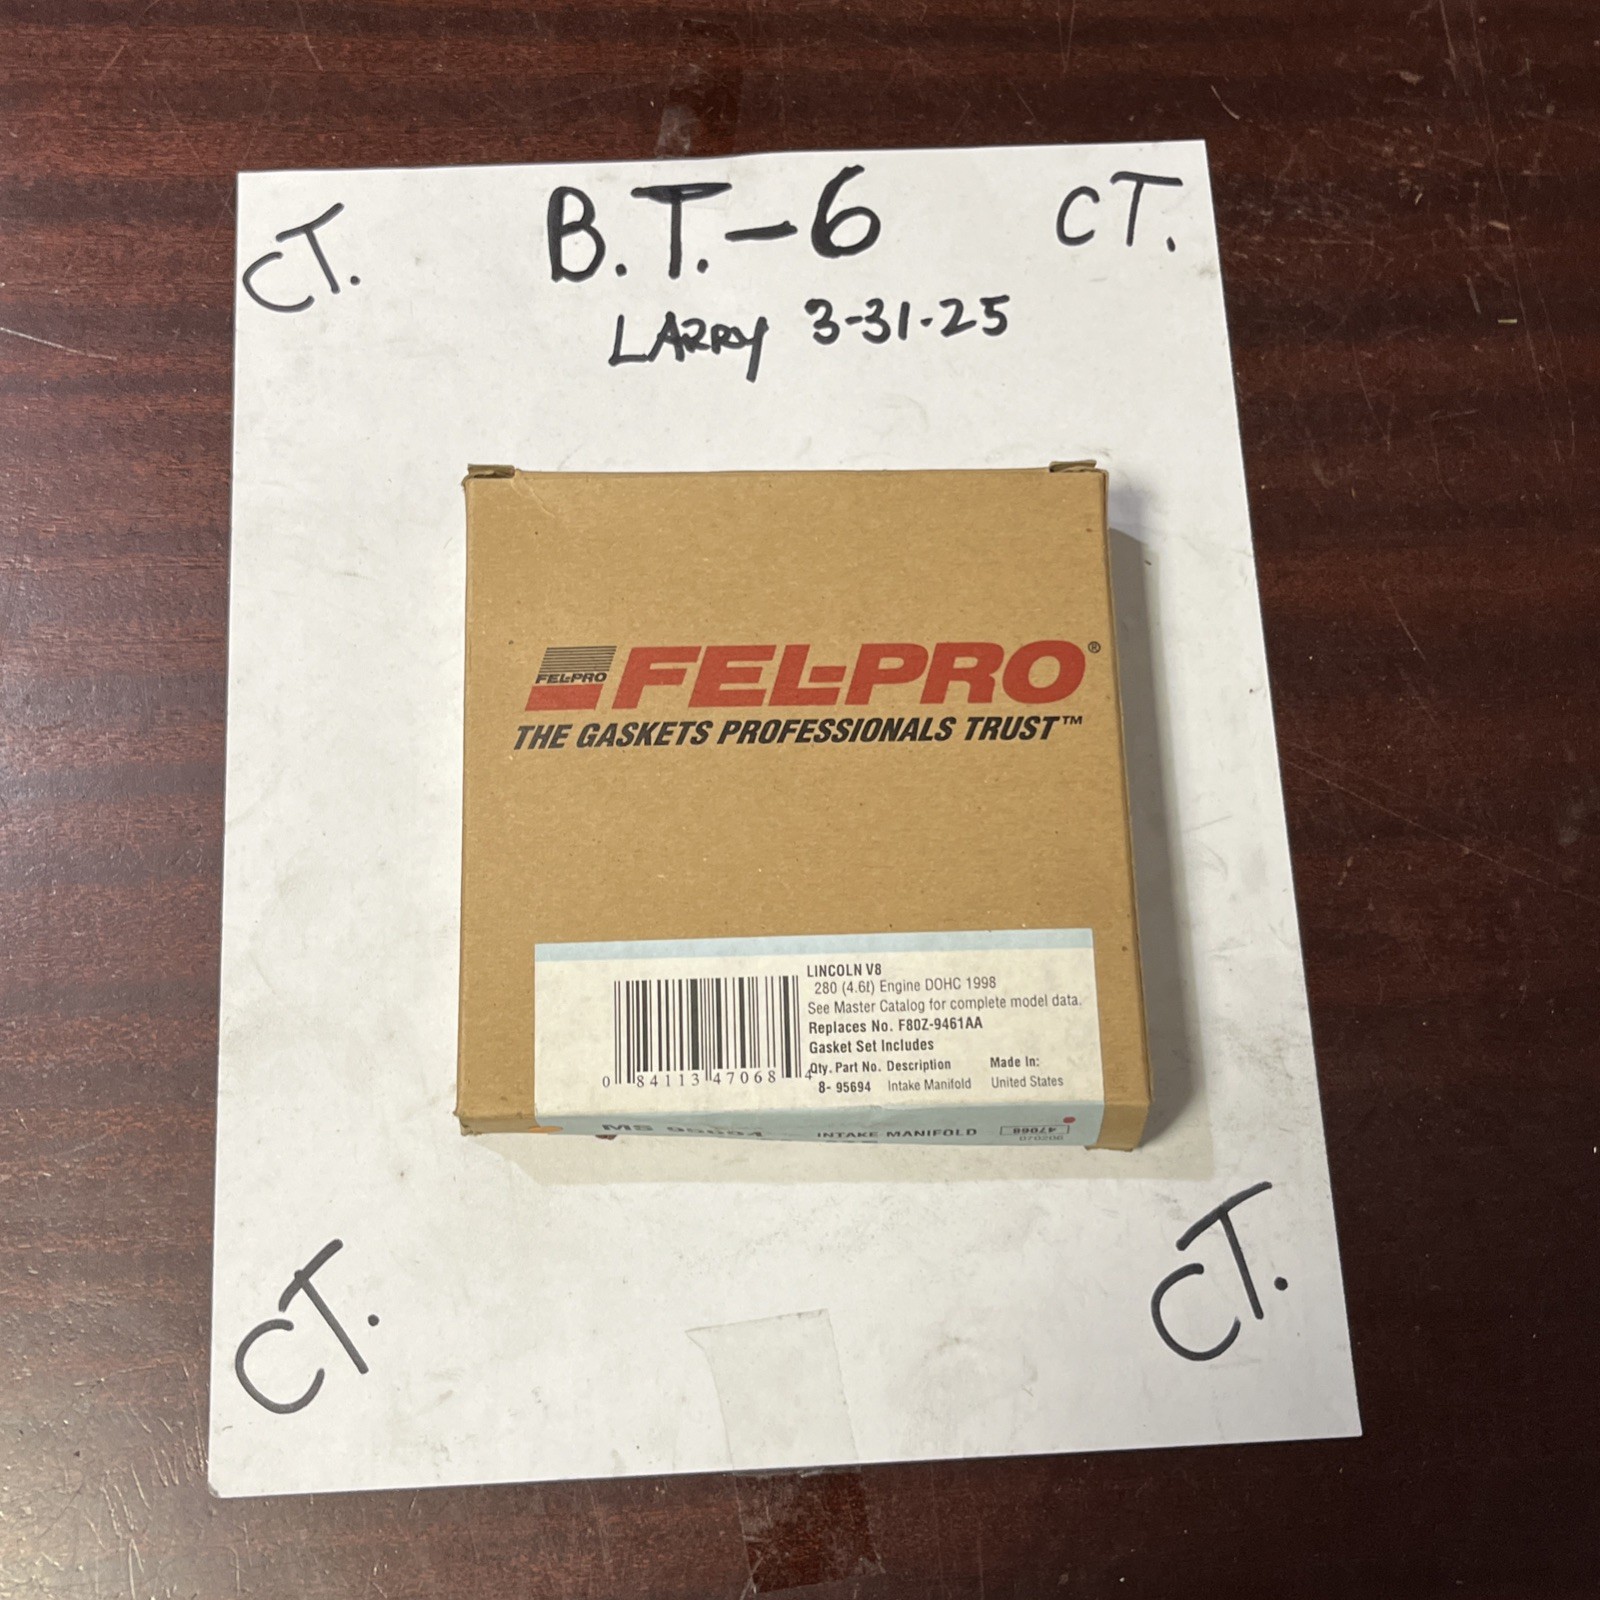 CT. B.T.-6 CT.
LARRY 3-31-25
FEL-PRO FEL-PRO®
THE GASKETS PROFESSIONALS TRUST™
LINCOLN V8
280 (4.6ℓ) Engine DOHC 1998
See Master Catalog for complete model data.
Replaces No. F80Z-9461AA
Gasket Set Includes
Qty. Part No. Description Made In:
8- 95694 Intake Manifold United States
0 84113 47068 4
MS 95694 INTAKE MANIFOLD 47068
070206
CT. CT.